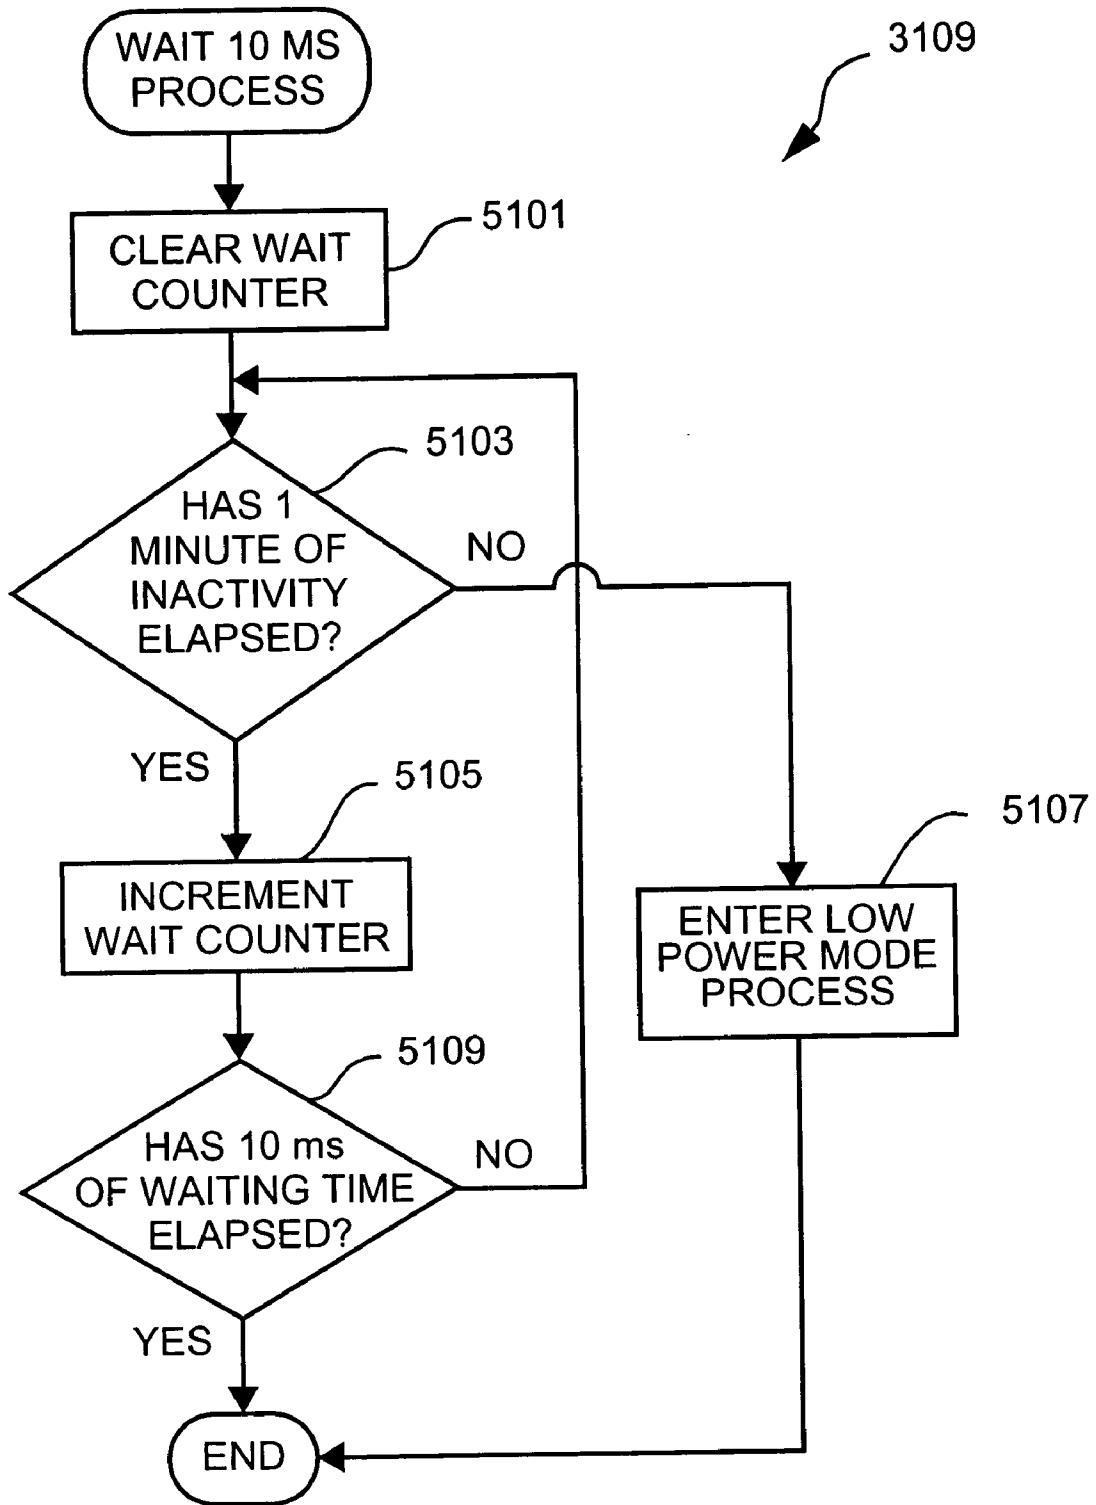 WAIT 10 MS
PROCESS
3109
5101
CLEAR WAIT
COUNTER
5103
HAS 1
MINUTE OF
INACTIVITY
ELAPSED?
NO
YES
5105
INCREMENT
WAIT COUNTER
5107
ENTER LOW
POWER MODE
PROCESS
5109
HAS 10 ms
OF WAITING TIME
ELAPSED?
NO
YES
END